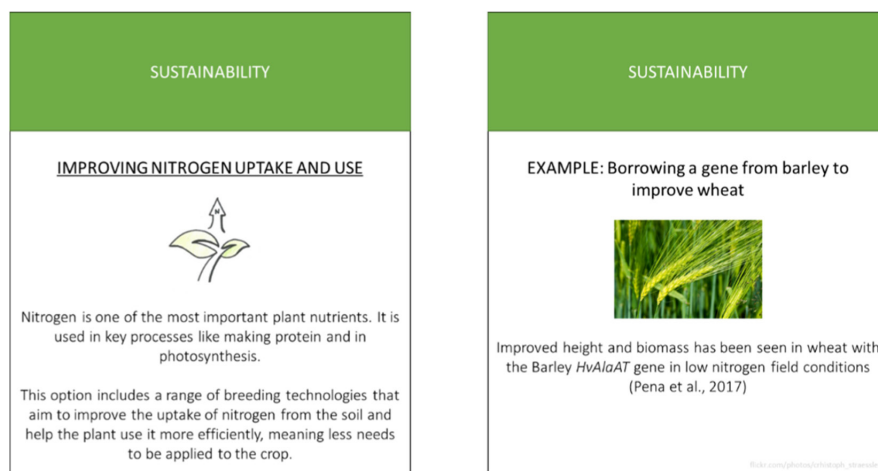 SUSTAINABILITY
IMPROVING NITROGEN UPTAKE AND USE
N
Nitrogen is one of the most important plant nutrients. It is
used in key processes like making protein and in
photosynthesis.
This option includes a range of breeding technologies that
aim to improve the uptake of nitrogen from the soil and
help the plant use it more efficiently, meaning less needs
to be applied to the crop.
SUSTAINABILITY
EXAMPLE: Borrowing a gene from barley to
improve wheat
Improved height and biomass has been seen in wheat with
the Barley HvAlaAT gene in low nitrogen field conditions
(Pena et al., 2017)